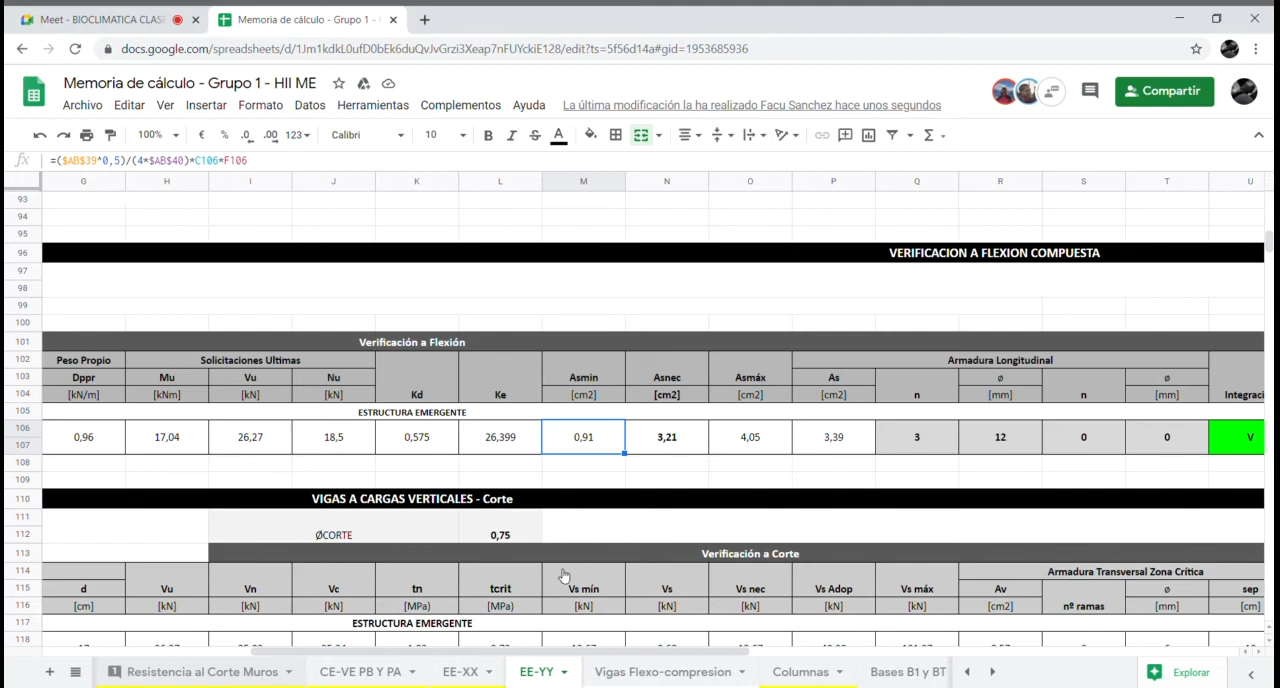 Meet - BIOCLIMATICA CLASE
Memoria de cálculo - Grupo 1 -
docs.google.com/spreadsheets/d/1Jm1kdkL0ufD0bEk6duQvJvGrzi3Xeap7nFUYckiE128/edit?ts=5f56d14a#gid=1953685936
Memoria de cálculo - Grupo 1 - HII ME
Archivo Editar Ver Insertar Formato Datos Herramientas Complementos Ayuda La última modificación la ha realizado Facu Sanchez hace unos segundos
Compartir
100% € % .0 .00 123 Calibri 10 B I S A Σ
fx =($AB$39^0,5)/(4*$AB$40)*C106*F106
G H I J K L M N O P Q R S T U
93
94
95
96 VERIFICACION A FLEXION COMPUESTA
97
98
99
100
101 Verificación a Flexión
102 Peso Propio Solicitaciones Ultimas Armadura Longitudinal
103 Dppr Mu Vu Nu Asmin Asnec Asmáx As ø ø
104 [kN/m] [kNm] [kN] [kN] Kd Ke [cm2] [cm2] [cm2] [cm2] n [mm] n [mm] Integraci
105 ESTRUCTURA EMERGENTE
106
107 0,96 17,04 26,27 18,5 0,575 26,399 0,91 3,21 4,05 3,39 3 12 0 0 V
108
109
110 VIGAS A CARGAS VERTICALES - Corte
111
112 ØCORTE 0,75
113 Verificación a Corte
114 Armadura Transversal Zona Crítica
115 d Vu Vn Vc tn tcrit Vs mín Vs Vs nec Vs Adop Vs máx Av ø sep
116 [cm] [kN] [kN] [kN] [MPa] [MPa] [kN] [kN] [kN] [kN] [kN] [cm2] nº ramas [mm] [cm]
117 ESTRUCTURA EMERGENTE
118
1 Resistencia al Corte Muros CE-VE PB Y PA EE-XX EE-YY Vigas Flexo-compresion Columnas Bases B1 y BT Explorar